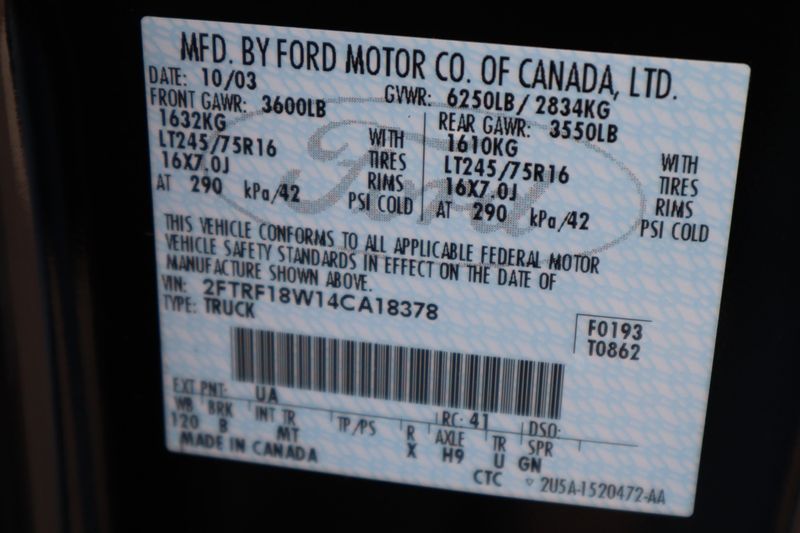 MFD. BY FORD MOTOR CO. OF CANADA, LTD.
DATE: 10/03 GVWR: 6250LB/ 2834KG
FRONT GAWR: 3600LB REAR GAWR: 3550LB
1632KG WITH 1610KG WITH
LT245/75R16 TIRES LT245/75R16 TIRES
16X7.0J RIMS 16X7.0J RIMS
AT 290 kPa/42 PSI COLD AT 290 kPa/42 PSI COLD
Ford
THIS VEHICLE CONFORMS TO ALL APPLICABLE FEDERAL MOTOR
VEHICLE SAFETY STANDARDS IN EFFECT ON THE DATE OF
MANUFACTURE SHOWN ABOVE.
VIN: 2FTRF18W14CA18378
TYPE: TRUCK
F0193
T0862
EXT PNT: UA RC: 41 DSO:
WB BRK INT TR TP/PS R AXLE TR SPR
120 B MT X H9 U GN
MADE IN CANADA CTC ▽ 2U5A-1520472-AA